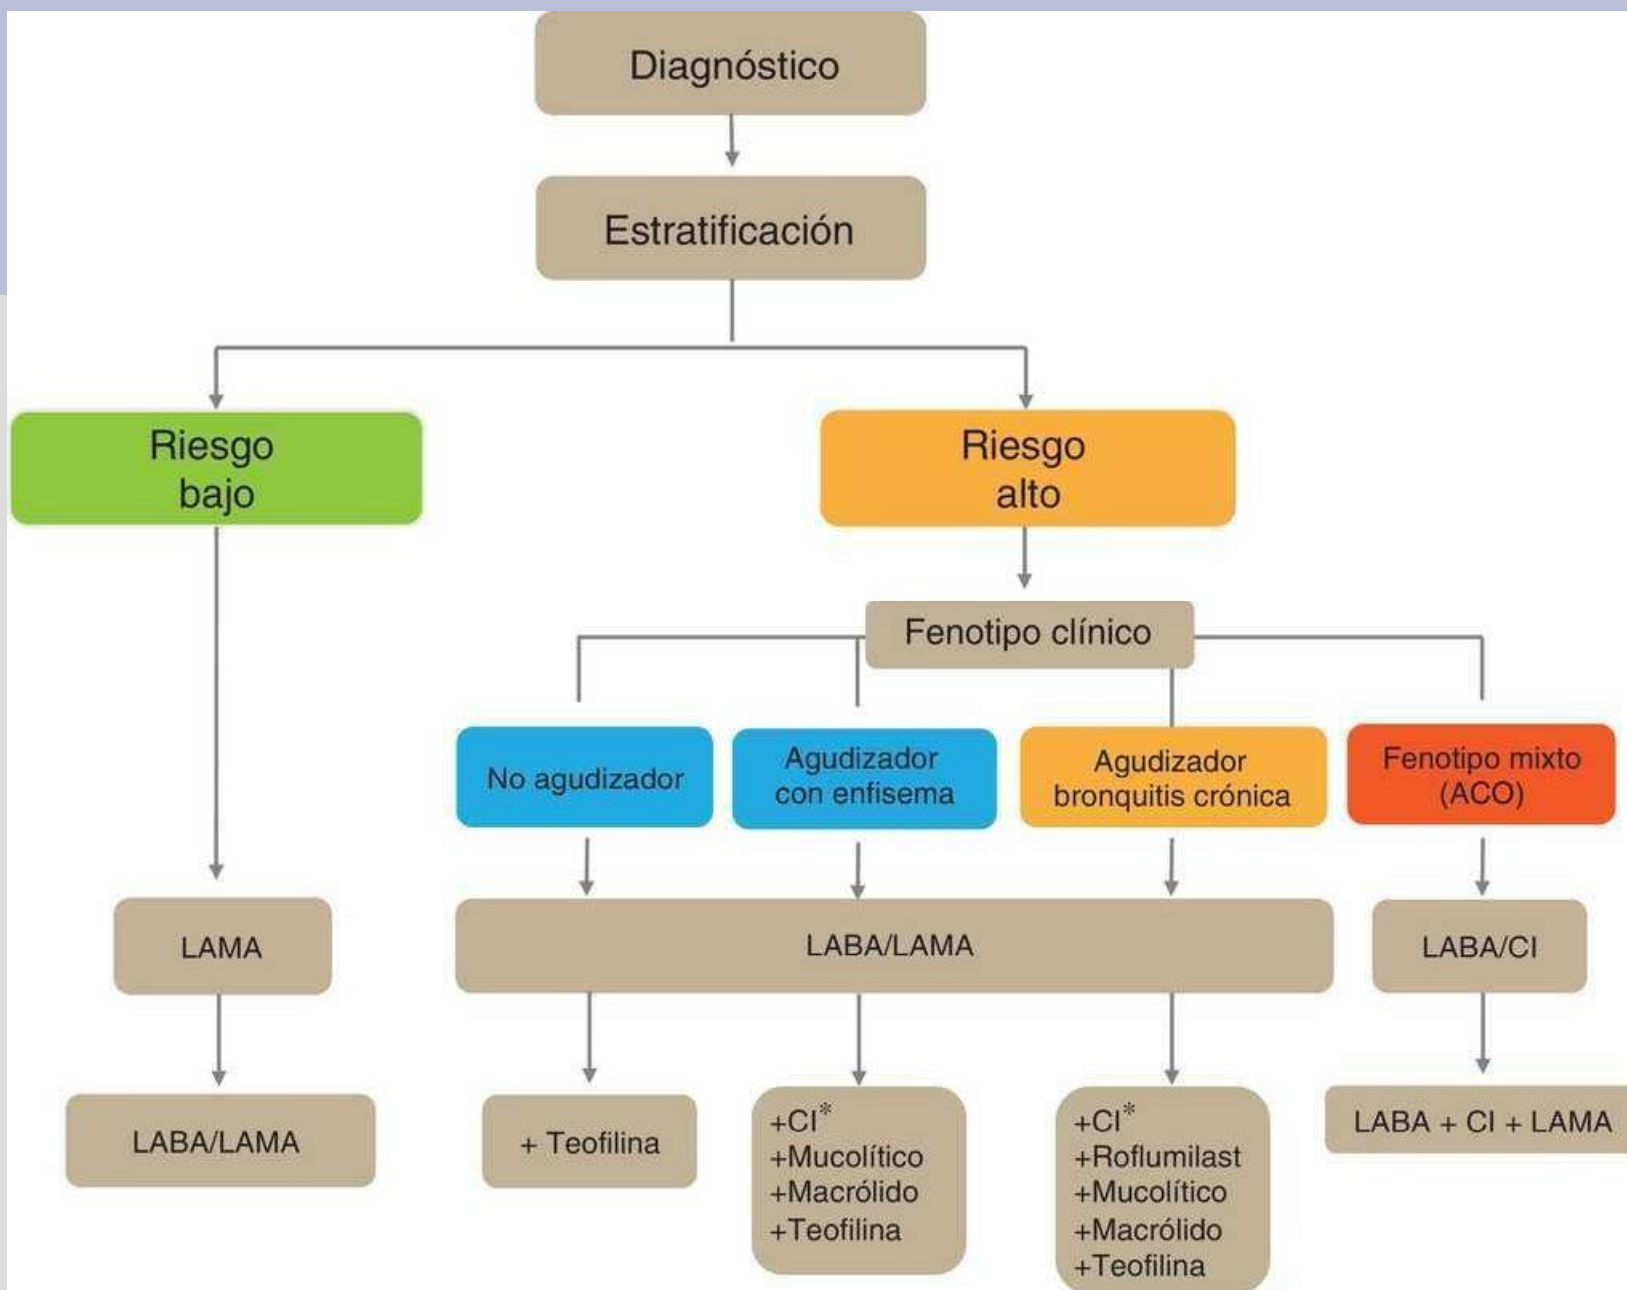 Diagnóstico
Estratificación
Riesgo
bajo
Riesgo
alto
Fenotipo clínico
No agudizador
Agudizador
con enfisema
Agudizador
bronquitis crónica
Fenotipo mixto
(ACO)
LAMA
LABA/LAMA
LABA/CI
LABA/LAMA
+ Teofilina
+CI*
+Mucolítico
+Macrólido
+Teofilina
+CI*
+Roflumilast
+Mucolítico
+Macrólido
+Teofilina
LABA + CI + LAMA